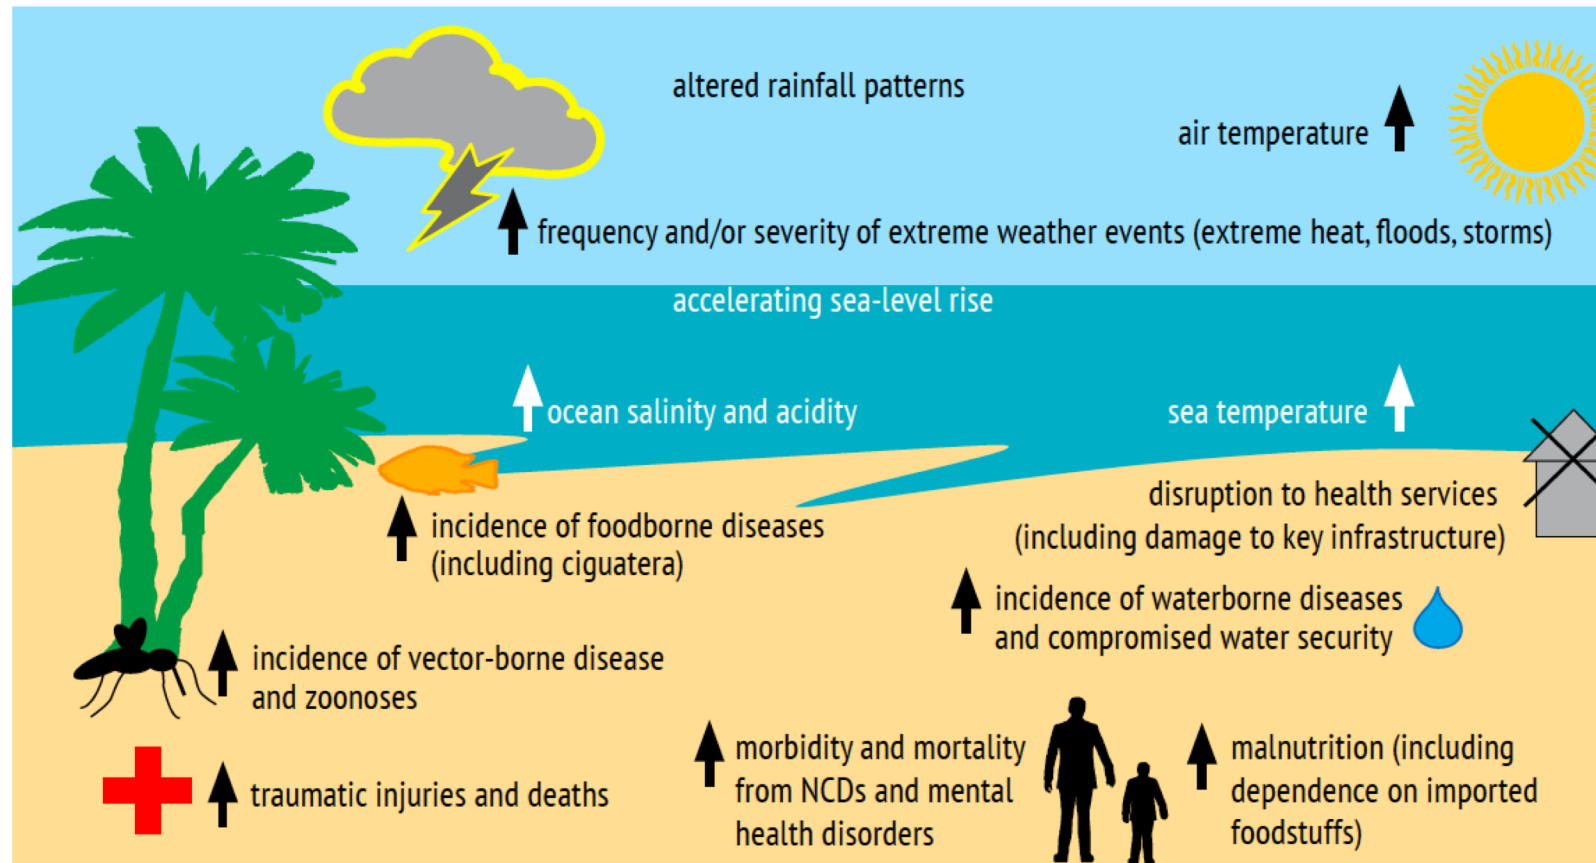 altered rainfall patterns
air temperature
frequency and/or severity of extreme weather events (extreme heat, floods, storms)
accelerating sea-level rise
ocean salinity and acidity
sea temperature
disruption to health services
(including damage to key infrastructure)
incidence of foodborne diseases
(including ciguatera)
incidence of waterborne diseases
and compromised water security
incidence of vector-borne disease
and zoonoses
traumatic injuries and deaths
morbidity and mortality
from NCDs and mental
health disorders
malnutrition (including
dependence on imported
foodstuffs)